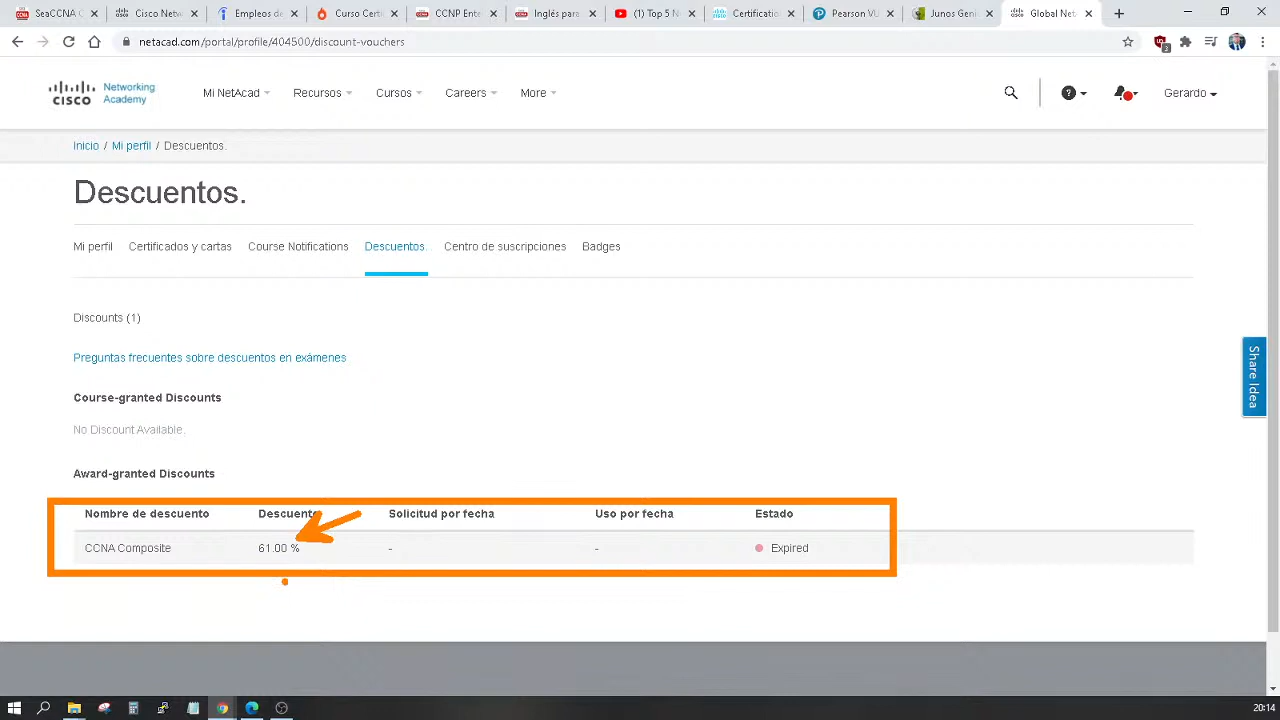 SeaCCNA C
Cisco Netw
Empleos de
Curso Certif
CCNP Ente
Inglés para
(1) Top 5 N
Certification
Pearson VU
Junos Geni
Global Net
netacad.com/portal/profile/404500/discount-vouchers
2
CISCO Networking Academy
Mi NetAcad
Recursos
Cursos
Careers
More
Gerardo
Inicio / Mi perfil / Descuentos.
Descuentos.
Mi perfil
Certificados y cartas
Course Notifications
Descuentos.
Centro de suscripciones
Badges
Discounts (1)
Preguntas frecuentes sobre descuentos en exámenes
Share Idea
Course-granted Discounts
No Discount Available.
Award-granted Discounts
Nombre de descuento Descuento Solicitud por fecha Uso por fecha Estado
CCNA Composite 61.00 % - - Expired
20:14